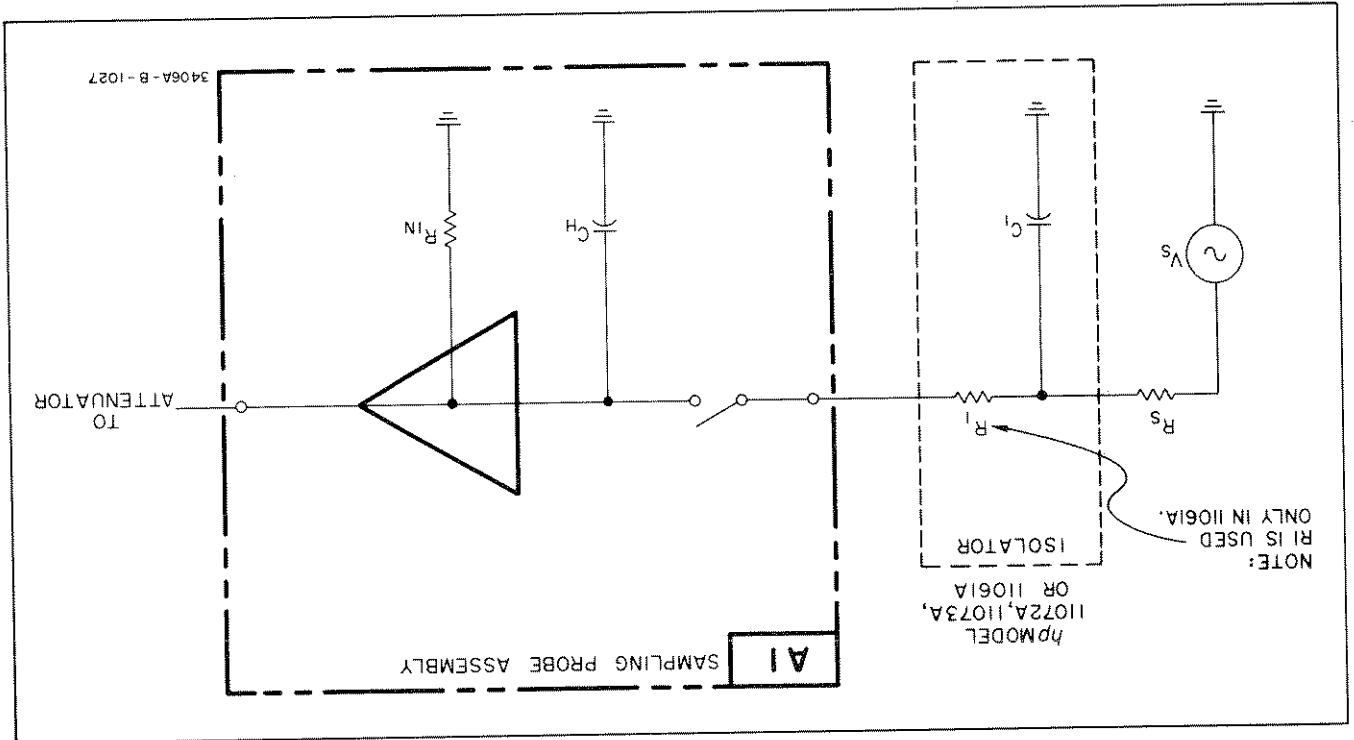 A1
SAMPLING PROBE ASSEMBLY
hp MODEL
11072A, 11073A,
OR 11061A
ISOLATOR
NOTE:
R1 IS USED
ONLY IN 11061A.
RS
R1
TO
ATTENUATOR
VS
C1
CH
RIN
3406A-B-1027